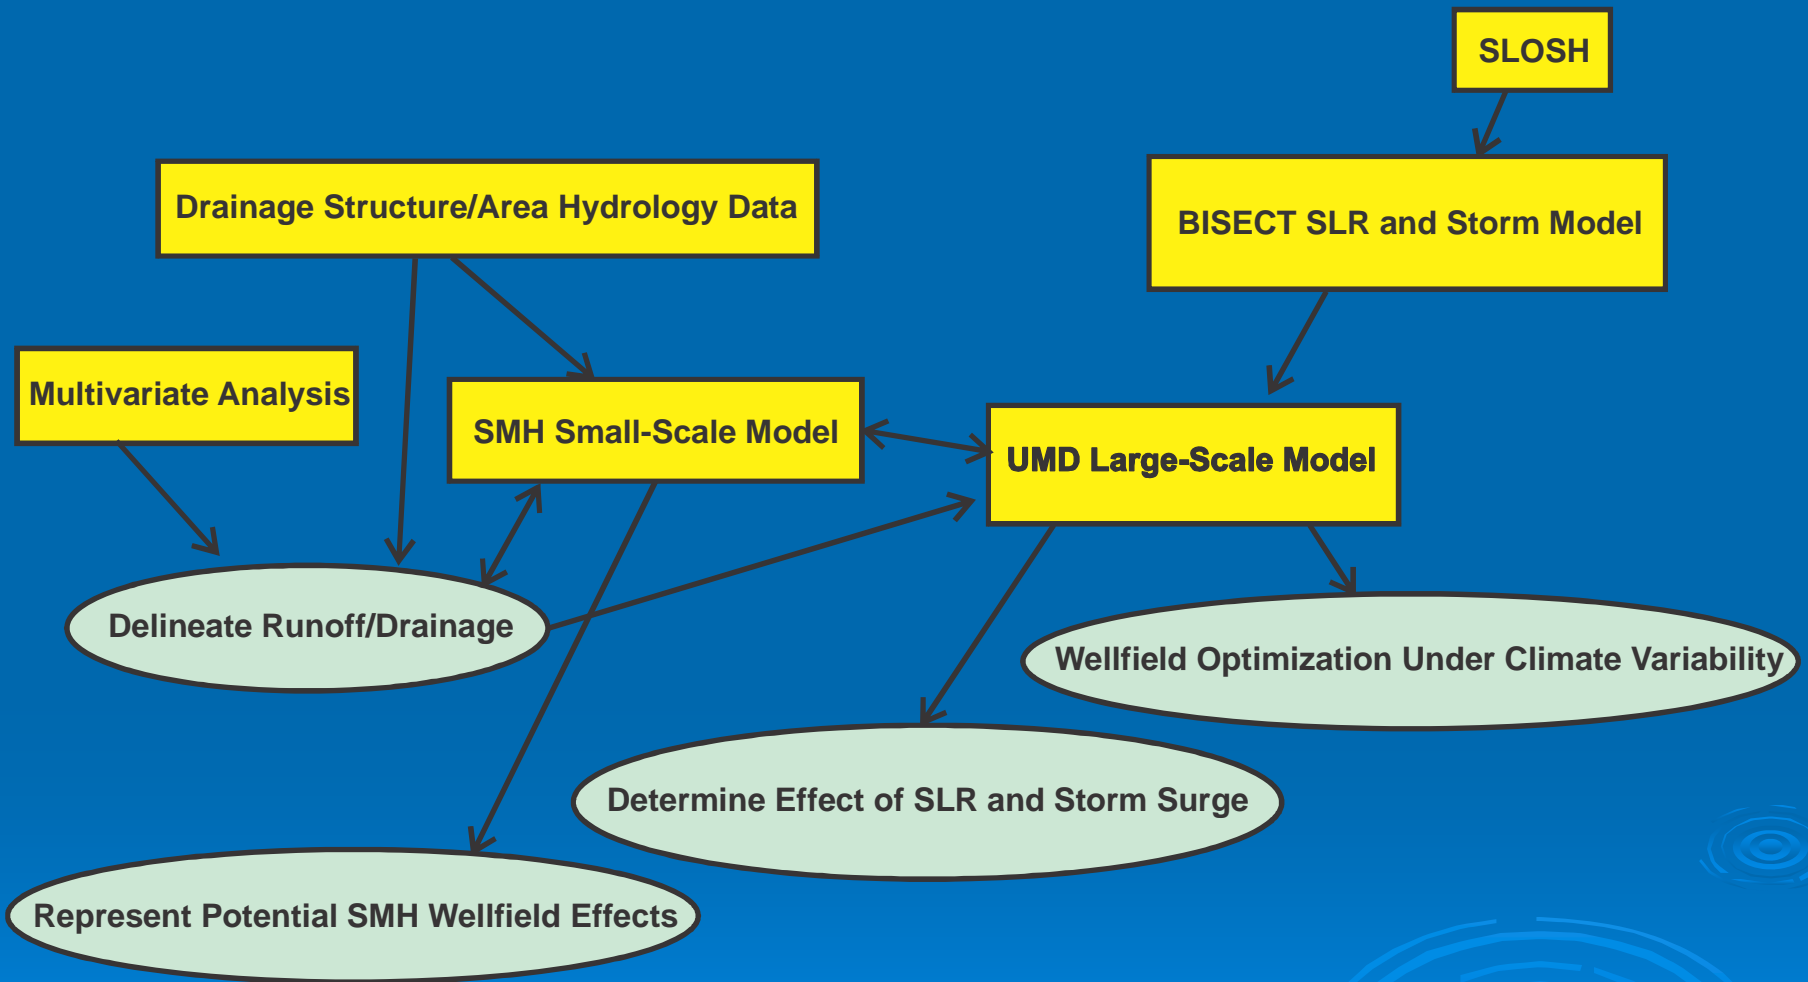 SLOSH
Drainage Structure/Area Hydrology Data
BISECT SLR and Storm Model
Multivariate Analysis
SMH Small-Scale Model
UMD Large-Scale Model
Delineate Runoff/Drainage
Wellfield Optimization Under Climate Variability
Determine Effect of SLR and Storm Surge
Represent Potential SMH Wellfield Effects